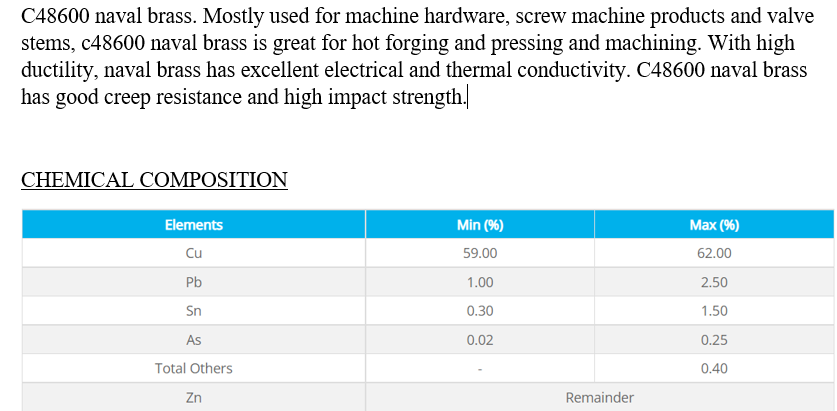 C48600 naval brass. Mostly used for machine hardware, screw machine products and valve
stems, c48600 naval brass is great for hot forging and pressing and machining. With high
ductility, naval brass has excellent electrical and thermal conductivity. C48600 naval brass
has good creep resistance and high impact strength.
CHEMICAL COMPOSITION
Elements Min (%) Max (%)
Cu 59.00 62.00
Pb 1.00 2.50
Sn 0.30 1.50
As 0.02 0.25
Total Others - 0.40
Zn Remainder